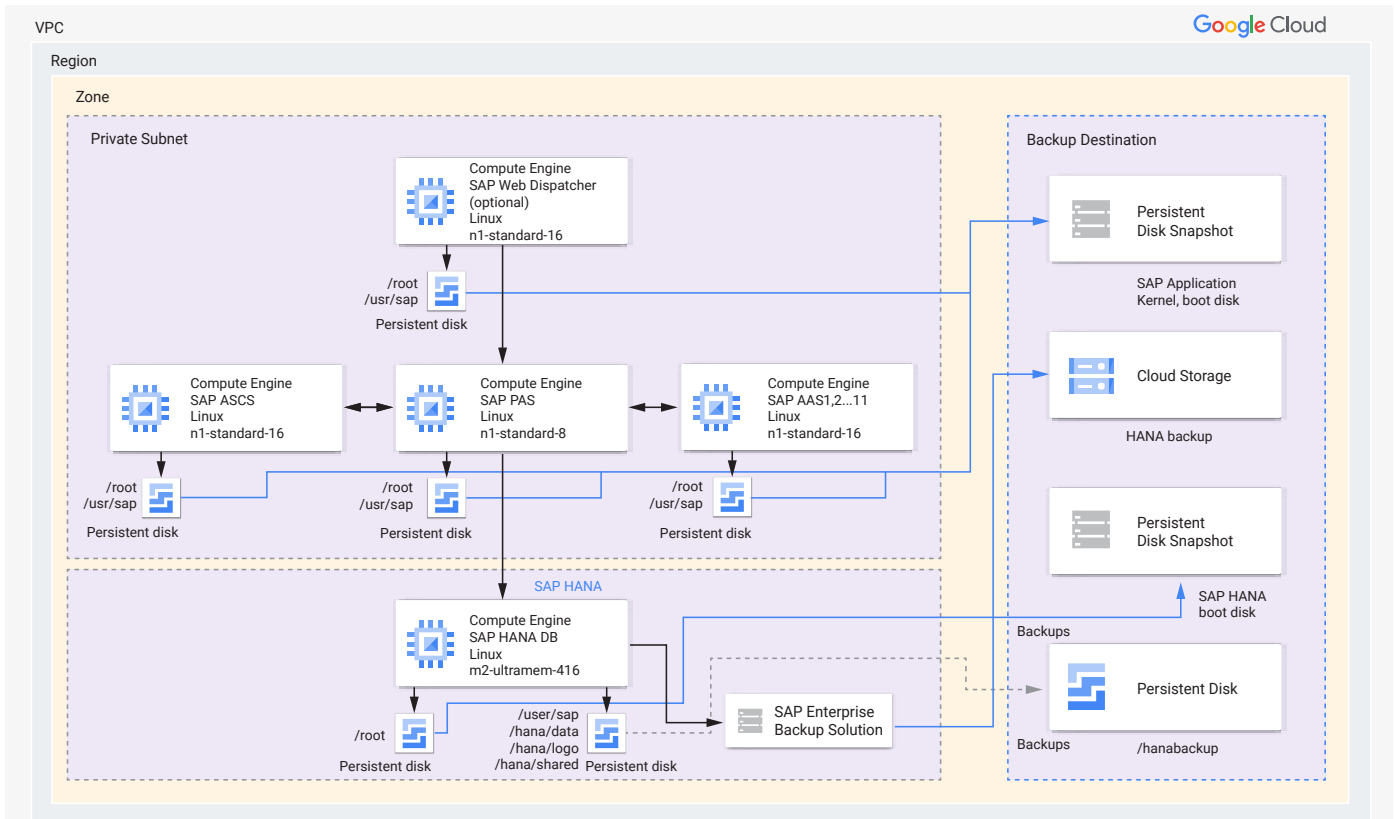 VPC
Google Cloud
Region
Zone
Private Subnet
Backup Destination
Compute Engine
SAP Web Dispatcher
(optional)
Linux
n1-standard-16
/root
/usr/sap
Persistent disk
Persistent
Disk Snapshot
SAP Application
Kernel, boot disk
Compute Engine
SAP ASCS
Linux
n1-standard-16
Compute Engine
SAP PAS
Linux
n1-standard-8
Compute Engine
SAP AAS1,2...11
Linux
n1-standard-16
Cloud Storage
HANA backup
/root
/usr/sap
Persistent disk
/root
/usr/sap
Persistent disk
/root
/usr/sap
Persistent disk
Persistent
Disk Snapshot
SAP HANA
boot disk
SAP HANA
Compute Engine
SAP HANA DB
Linux
m2-ultramem-416
/root
Persistent disk
/user/sap
/hana/data
/hana/logo
/hana/shared
Persistent disk
SAP Enterprise
Backup Solution
Backups
Persistent Disk
Backups
/hanabackup